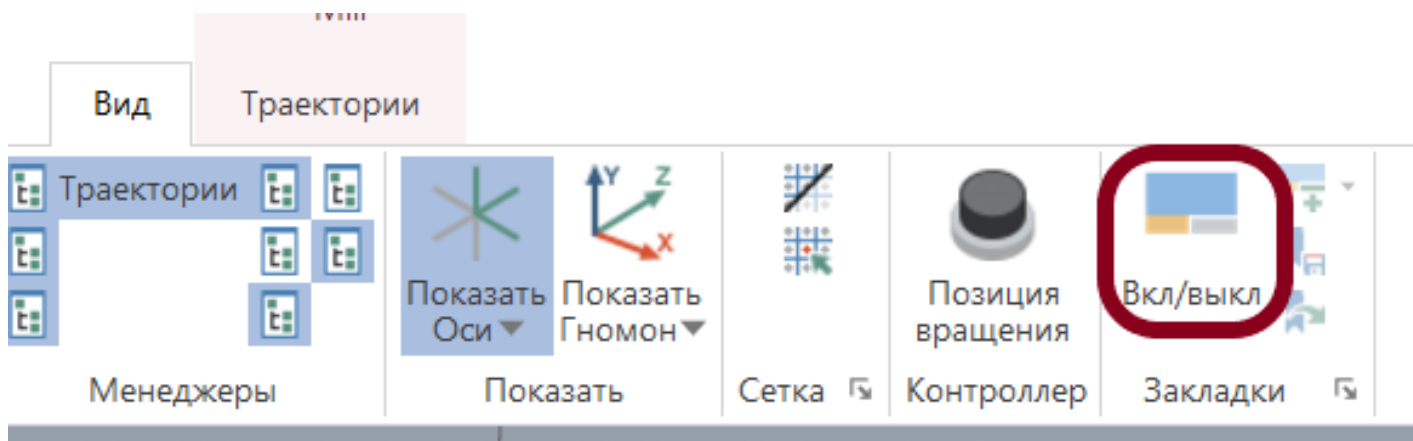 Вид
Траектории
Траектории
Показать
Оси
Показать
Гномон
Позиция
вращения
Вкл/выкл
Менеджеры
Показать
Сетка
Контроллер
Закладки
Y
Z
X